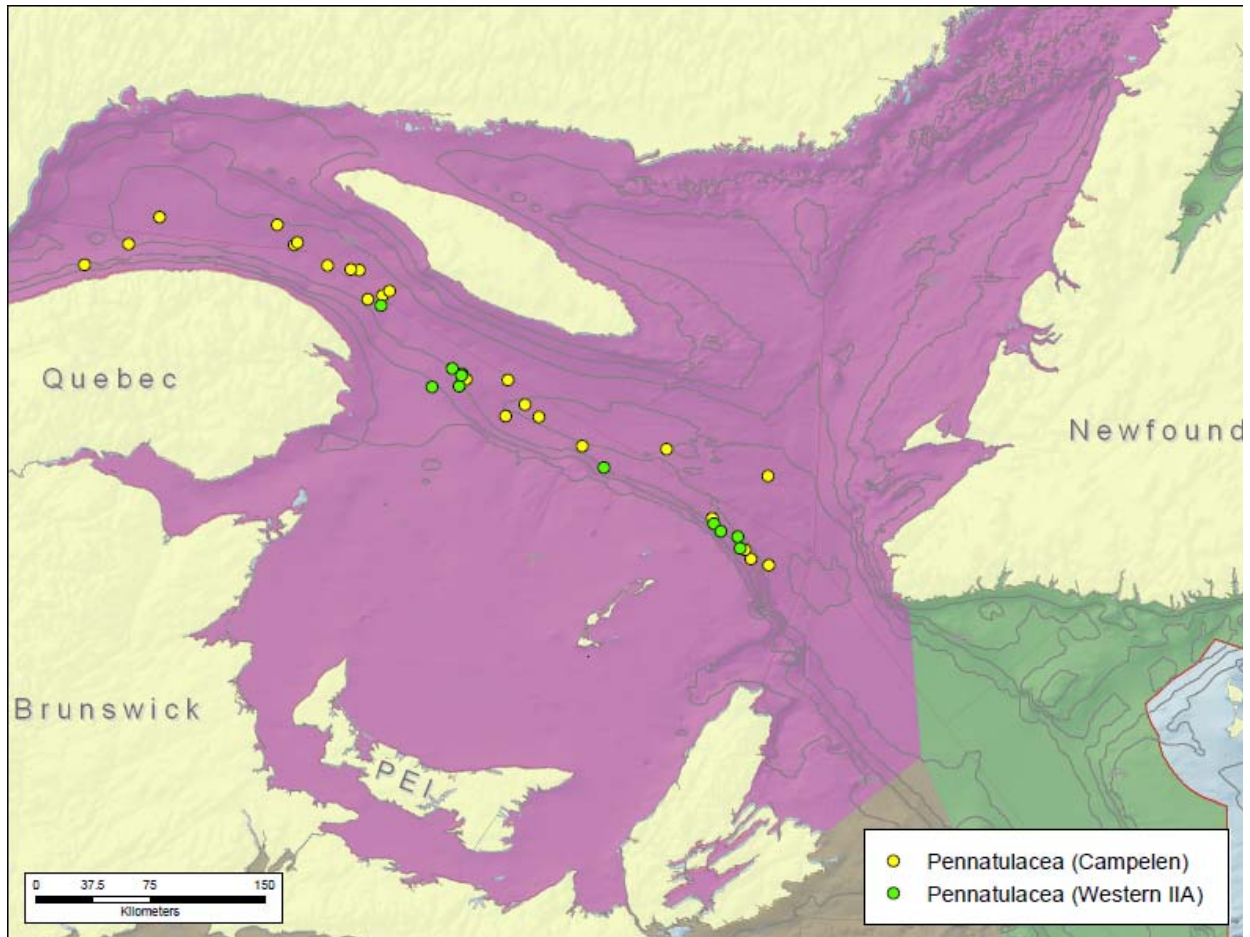 Quebec
Newfound
Brunswick
PEI
0 37.5 75 150
Kilometers
Pennatulacea (Campelen)
Pennatulacea (Western IIA)